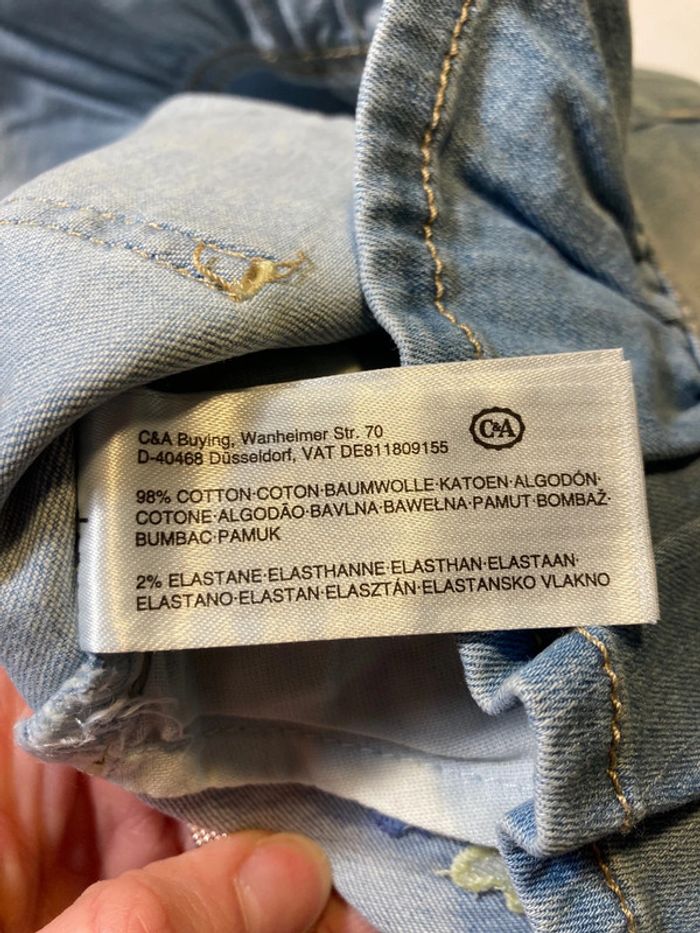 C&A Buying, Wanheimer Str. 70
C&A
D-40468 Düsseldorf, VAT DE811809155
98% COTTON·COTON·BAUMWOLLE·KATOEN·ALGODÓN·
COTONE·ALGODÃO·BAVLNA·BAWEŁNA·PAMUT·BOMBAŽ·
BUMBAC·PAMUK
2% ELASTANE·ELASTHANNE·ELASTHAN·ELASTAAN·
ELASTANO·ELASTAN·ELASZTÁN·ELASTANSKO VLAKNO